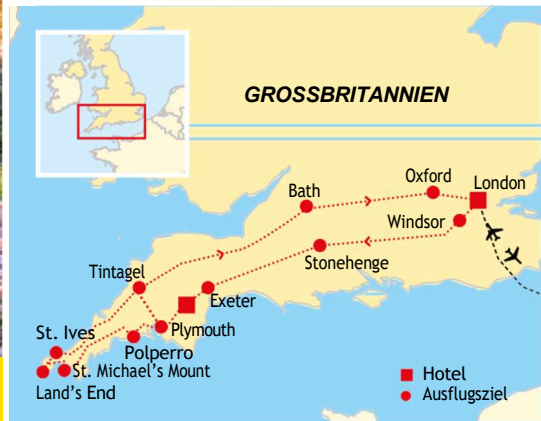 GROSSBRITANNIEN
Oxford
London
Bath
Windsor
Stonehenge
Tintagel
Exeter
Plymouth
St. Ives
Polperro
St. Michael's Mount
Land's End
Hotel
Ausflugsziel